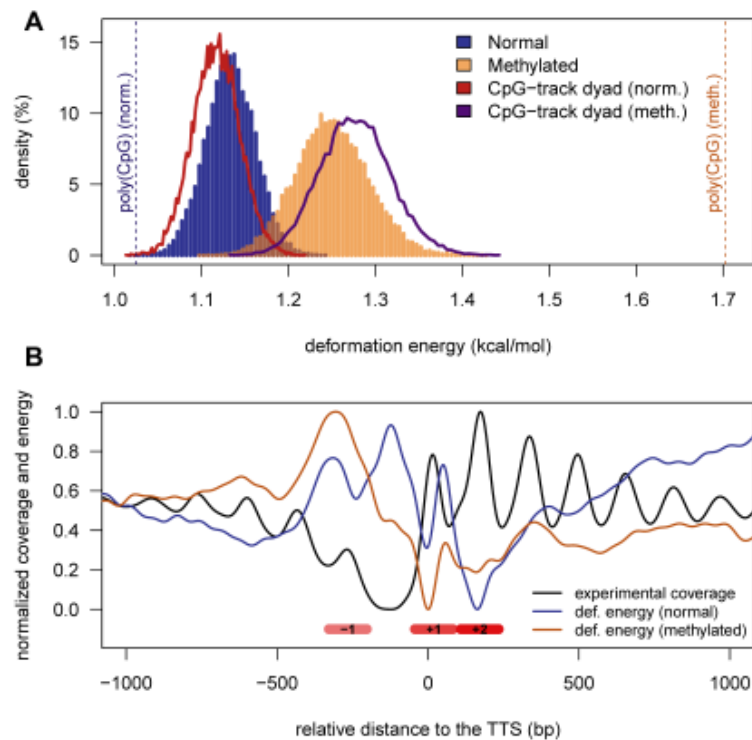 A
Normal
Methylated
CpG−track dyad (norm.)
CpG−track dyad (meth.)
poly(CpG) (norm.)
poly(CpG) (meth.)
density (%)
15
10
5
0
1.0 1.1 1.2 1.3 1.4 1.5 1.6 1.7
deformation energy (kcal/mol)
B
normalized coverage and energy
1.0
0.8
0.6
0.4
0.2
0.0
experimental coverage
def. energy (normal)
def. energy (methylated)
−1 +1 +2
−1000 −500 0 500 1000
relative distance to the TTS (bp)